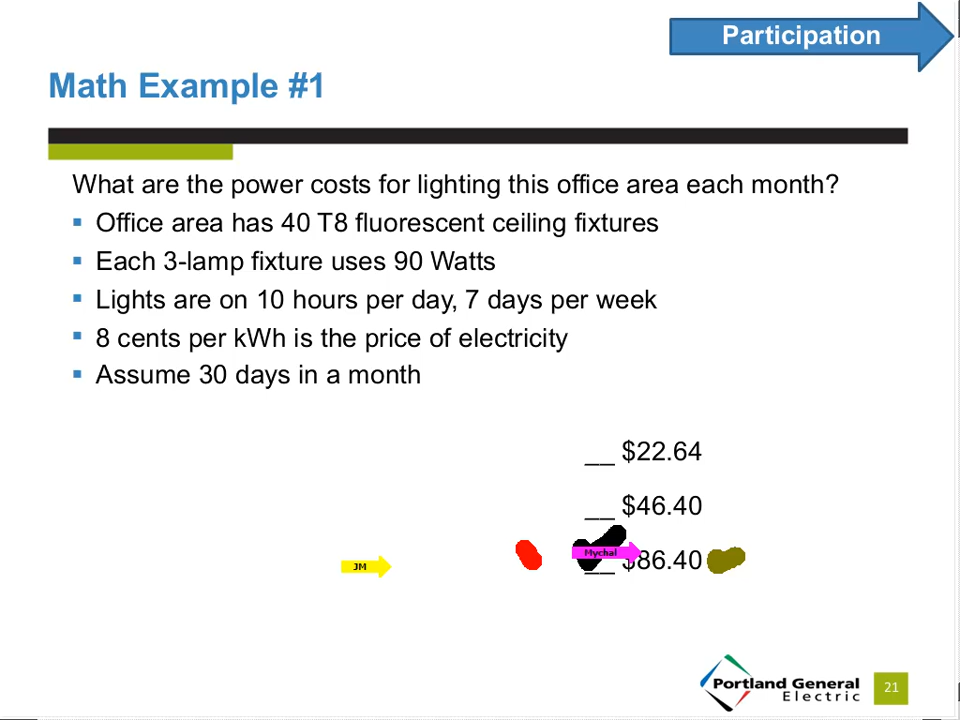 Participation
Math Example #1
What are the power costs for lighting this office area each month?
Office area has 40 T8 fluorescent ceiling fixtures
Each 3-lamp fixture uses 90 Watts
Lights are on 10 hours per day, 7 days per week
8 cents per kWh is the price of electricity
Assume 30 days in a month
__ $22.64
__ $46.40
Mychal
JM
__ $86.40
Portland General
Electric
21